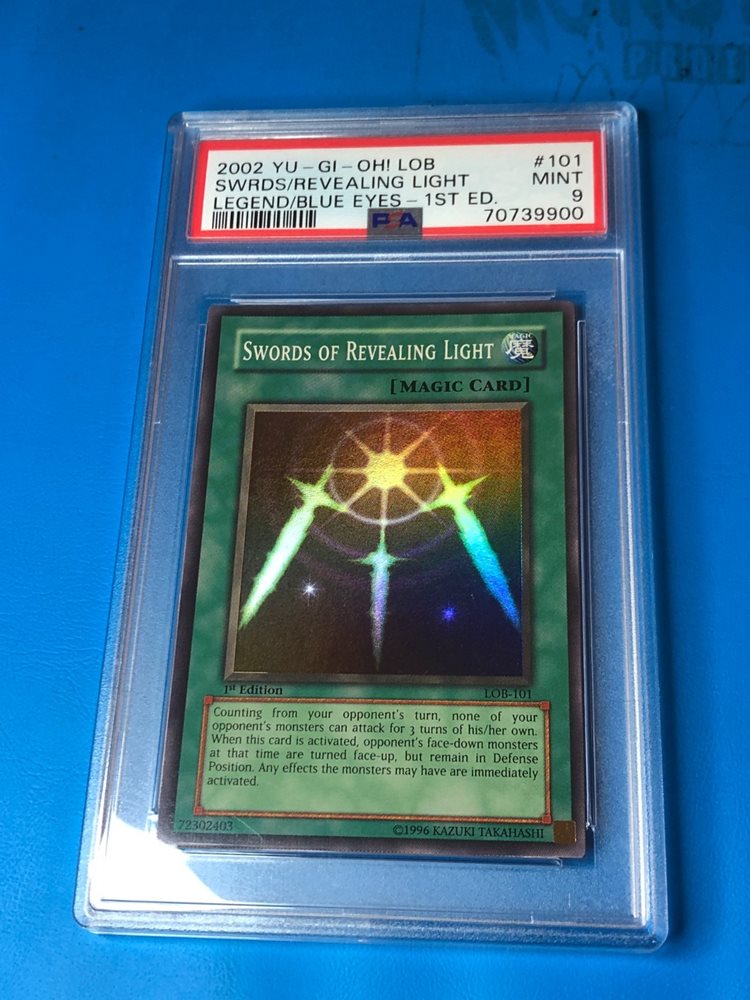 2002 YU-GI-OH! LOB #101
SWRDS/REVEALING LIGHT MINT
LEGEND/BLUE EYES-1ST ED. 9
PSA 70739900
SWORDS OF REVEALING LIGHT MAGIC 魔
[MAGIC CARD]
1st Edition LOB-101
Counting from your opponent's turn, none of your
opponent's monsters can attack for 3 turns of his/her own.
When this card is activated, opponent's face-down monsters
at that time are turned face-up, but remain in Defense
Position. Any effects the monsters may have are immediately
activated.
72302403 ©1996 KAZUKI TAKAHASHI